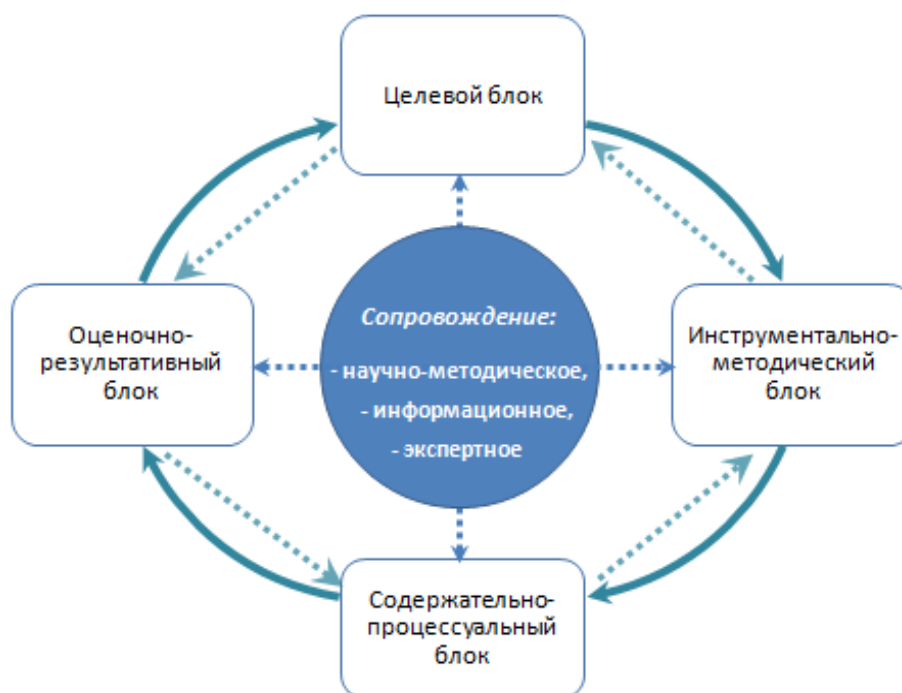 Целевой блок
Оценочно-
результативный
блок
Сопровождение:
- научно-методическое,
- информационное,
- экспертное
Инструментально-
методический
блок
Содержательно-
процессуальный
блок